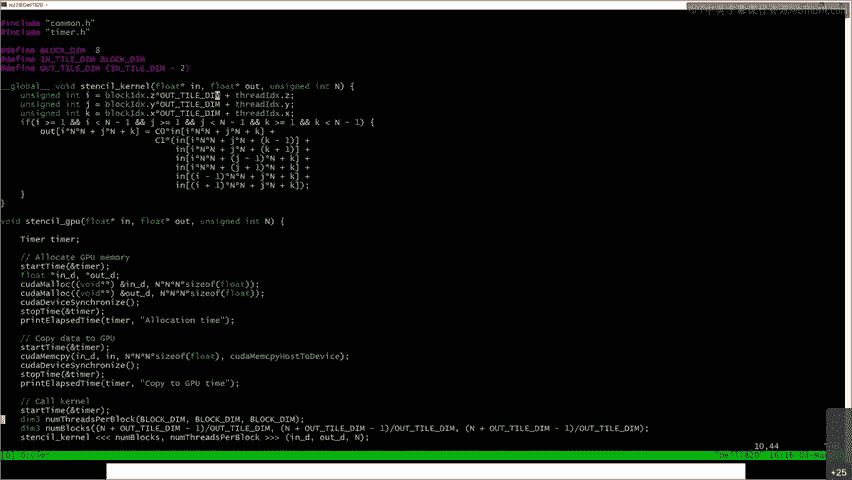 #include "common.h"
#include "timer.h"
#define BLOCK_DIM 8
#define IN_TILE_DIM BLOCK_DIM
#define OUT_TILE_DIM (IN_TILE_DIM - 2)
__global__ void stencil_kernel(float* in, float* out, unsigned int N) {
unsigned int i = blockIdx.z*OUT_TILE_DIM + threadIdx.z;
unsigned int j = blockIdx.y*OUT_TILE_DIM + threadIdx.y;
unsigned int k = blockIdx.x*OUT_TILE_DIM + threadIdx.x;
if(i >= 1 && i < N - 1 && j >= 1 && j < N - 1 && k >= 1 && k < N - 1) {
out[i*N*N + j*N + k] = C0*in[i*N*N + j*N + k] +
C1*(in[i*N*N + j*N + (k - 1)] +
in[i*N*N + j*N + (k + 1)] +
in[i*N*N + (j - 1)*N + k] +
in[i*N*N + (j + 1)*N + k] +
in[(i - 1)*N*N + j*N + k] +
in[(i + 1)*N*N + j*N + k]);
}
}
void stencil_gpu(float* in, float* out, unsigned int N) {
Timer timer;
// Allocate GPU memory
startTime(&timer);
float *in_d, *out_d;
cudaMalloc((void**) &in_d, N*N*N*sizeof(float));
cudaMalloc((void**) &out_d, N*N*N*sizeof(float));
cudaDeviceSynchronize();
stopTime(&timer);
printElapsedTime(timer, "Allocation time");
// Copy data to GPU
startTime(&timer);
cudaMemcpy(in_d, in, N*N*N*sizeof(float), cudaMemcpyHostToDevice);
cudaDeviceSynchronize();
stopTime(&timer);
printElapsedTime(timer, "Copy to GPU time");
// Call kernel
startTime(&timer);
dim3 numThreadsPerBlock(BLOCK_DIM, BLOCK_DIM, BLOCK_DIM);
dim3 numBlocks((N + OUT_TILE_DIM - 1)/OUT_TILE_DIM, (N + OUT_TILE_DIM - 1)/OUT_TILE_DIM, (N + OUT_TILE_DIM - 1)/OUT_TILE_DIM);
stencil_kernel <<< numBlocks, numThreadsPerBlock >>> (in_d, out_d, N);
10,44
+25